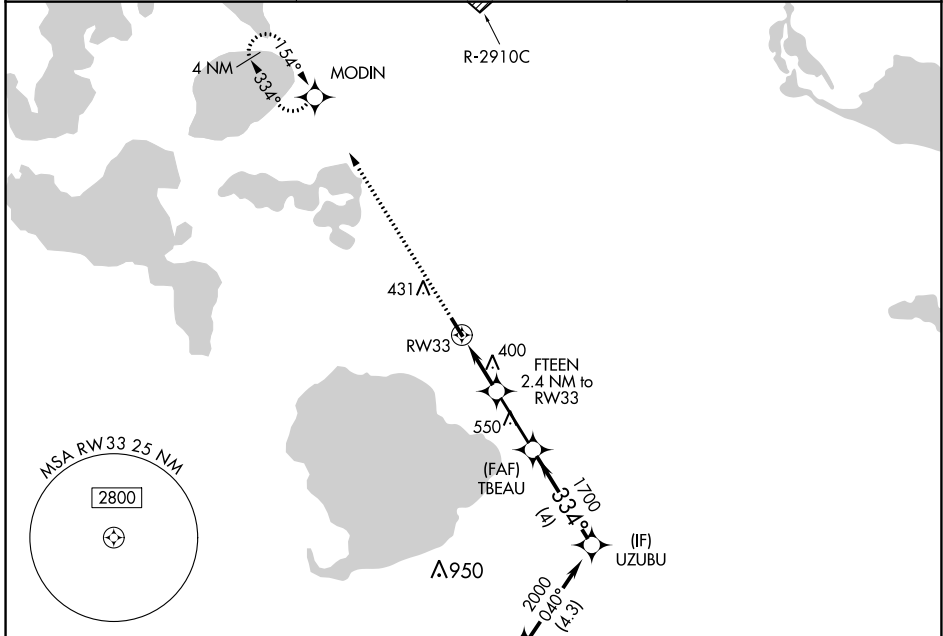 R-2910C
4 NM
154°
334°
MODIN
431
RW33
400
FTEEN
2.4 NM to
RW33
550
(FAF)
TBEAU
1700
334°
(4)
(IF)
UZUBU
MSA RW33 25 NM
2800
950
2000
040°
(4.3)